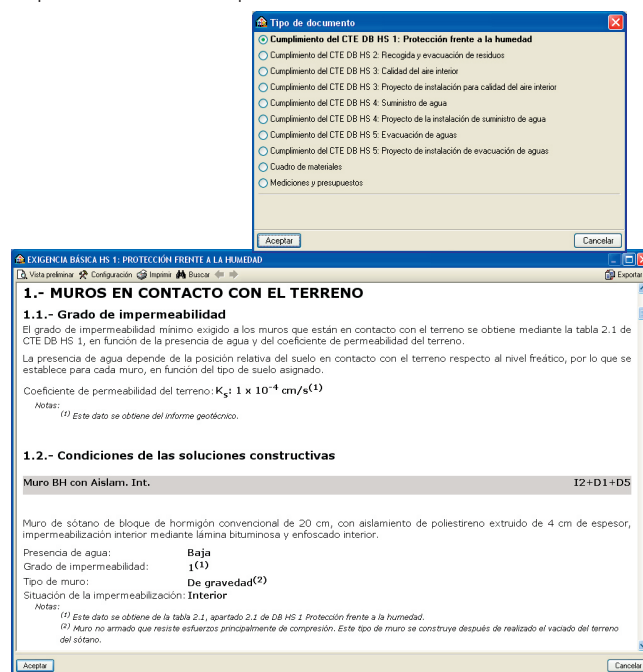 Tipo de documento
Cumplimiento del CTE DB HS 1: Protección frente a la humedad
Cumplimiento del CTE DB HS 2: Recogida y evacuación de residuos
Cumplimiento del CTE DB HS 3: Calidad del aire interior
Cumplimiento del CTE DB HS 3: Proyecto de instalación para calidad del aire interior
Cumplimiento del CTE DB HS 4: Suministro de agua
Cumplimiento del CTE DB HS 4: Proyecto de la instalación de suministro de agua
Cumplimiento del CTE DB HS 5: Evacuación de aguas
Cumplimiento del CTE DB HS 5: Proyecto de instalación de evacuación de aguas
Cuadro de materiales
Mediciones y presupuestos
Aceptar Cancelar
EXIGENCIA BÁSICA HS 1: PROTECCIÓN FRENTE A LA HUMEDAD
Vista preliminar Configuración Imprimir Buscar Exportar
1.- MUROS EN CONTACTO CON EL TERRENO
1.1.- Grado de impermeabilidad
El grado de impermeabilidad mínimo exigido a los muros que están en contacto con el terreno se obtiene mediante la tabla 2.1 de
CTE DB HS 1, en función de la presencia de agua y del coeficiente de permeabilidad del terreno.
La presencia de agua depende de la posición relativa del suelo en contacto con el terreno respecto al nivel freático, por lo que se
establece para cada muro, en función del tipo de suelo asignado.
Coeficiente de permeabilidad del terreno: Ks: 1 x 10⁻⁴ cm/s(1)
Notas:
(1) Este dato se obtiene del informe geotécnico.
1.2.- Condiciones de las soluciones constructivas
Muro BH con Aislam. Int. I2+D1+D5
Muro de sótano de bloque de hormigón convencional de 20 cm, con aislamiento de poliestireno extruido de 4 cm de espesor,
impermeabilización interior mediante lámina bituminosa y enfoscado interior.
Presencia de agua: Baja
Grado de impermeabilidad: 1(1)
Tipo de muro: De gravedad(2)
Situación de la impermeabilización: Interior
Notas:
(1) Este dato se obtiene de la tabla 2.1, apartado 2.1 de DB HS 1 Protección frente a la humedad.
(2) Muro no armado que resiste esfuerzos principalmente de compresión. Este tipo de muro se construye después de realizado el vaciado del terreno
del sótano.
Aceptar Cancelar